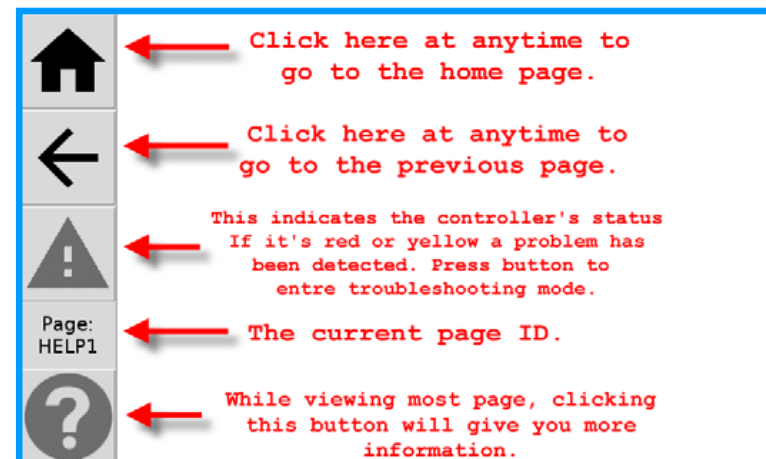 Click here at anytime to
go to the home page.
Click here at anytime to
go to the previous page.
This indicates the controller's status
If it's red or yellow a problem has
been detected. Press button to
entre troubleshooting mode.
Page:
HELP1
The current page ID.
While viewing most page, clicking
this button will give you more
information.